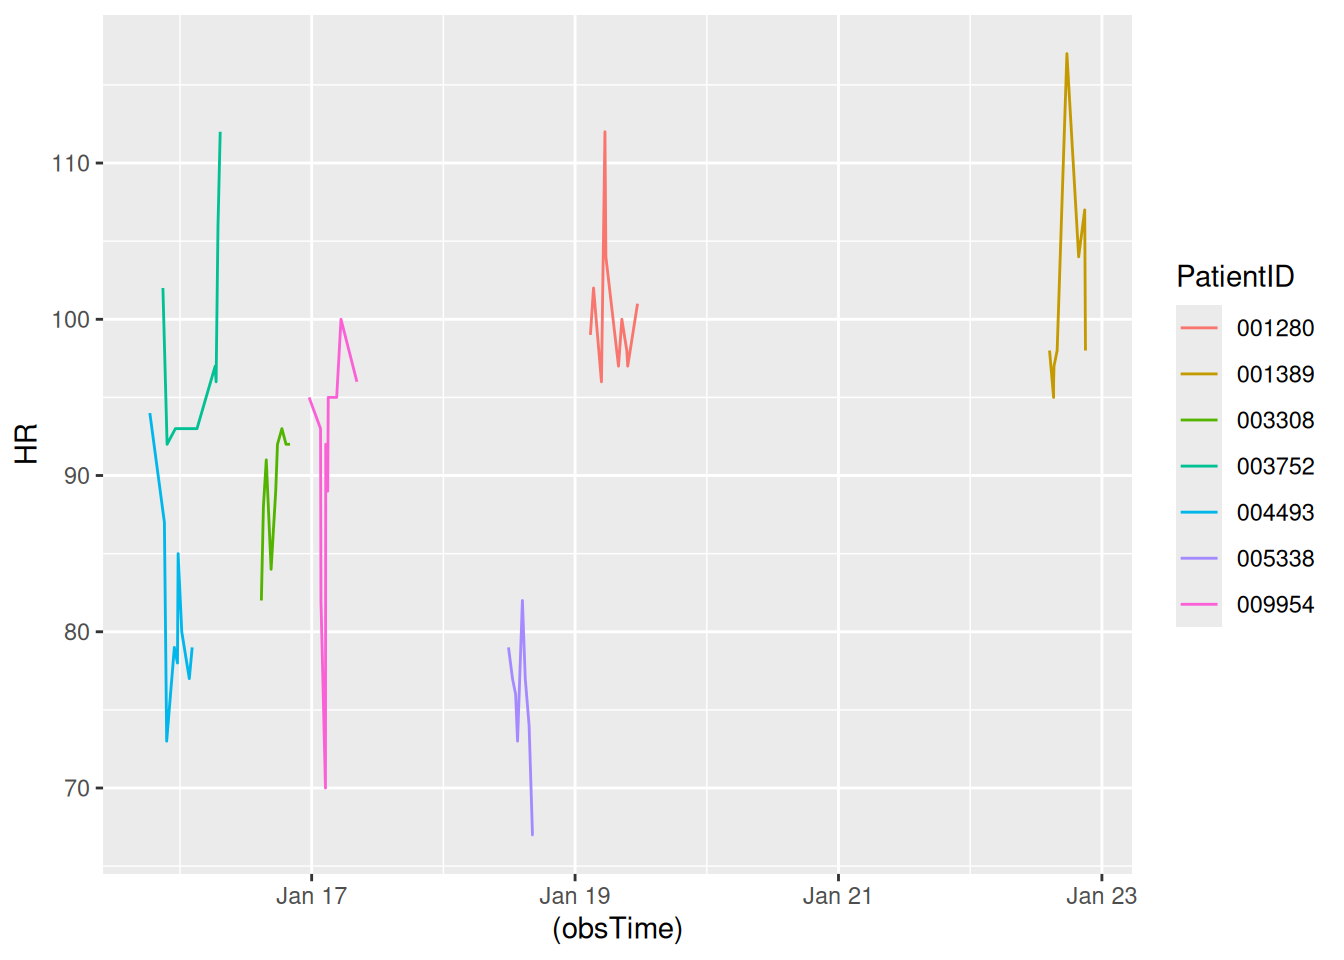 110
100
90
80
70
HR
Jan 17
Jan 19
Jan 21
Jan 23
(obsTime)
PatientID
001280
001389
003308
003752
004493
005338
009954